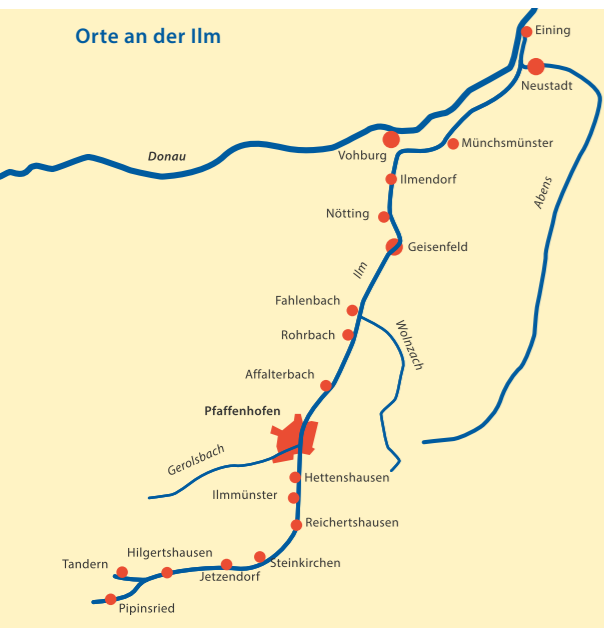 Orte an der Ilm
Eining
Neustadt
Münchsmünster
Vohburg
Donau
Ilmendorf
Abens
Nötting
Geisenfeld
Ilm
Fahlenbach
Rohrbach
Wolnzach
Affalterbach
Pfaffenhofen
Gerolsbach
Hettenshausen
Ilmmünster
Reichertshausen
Hilgertshausen
Steinkirchen
Tandern
Jetzendorf
Pipinsried